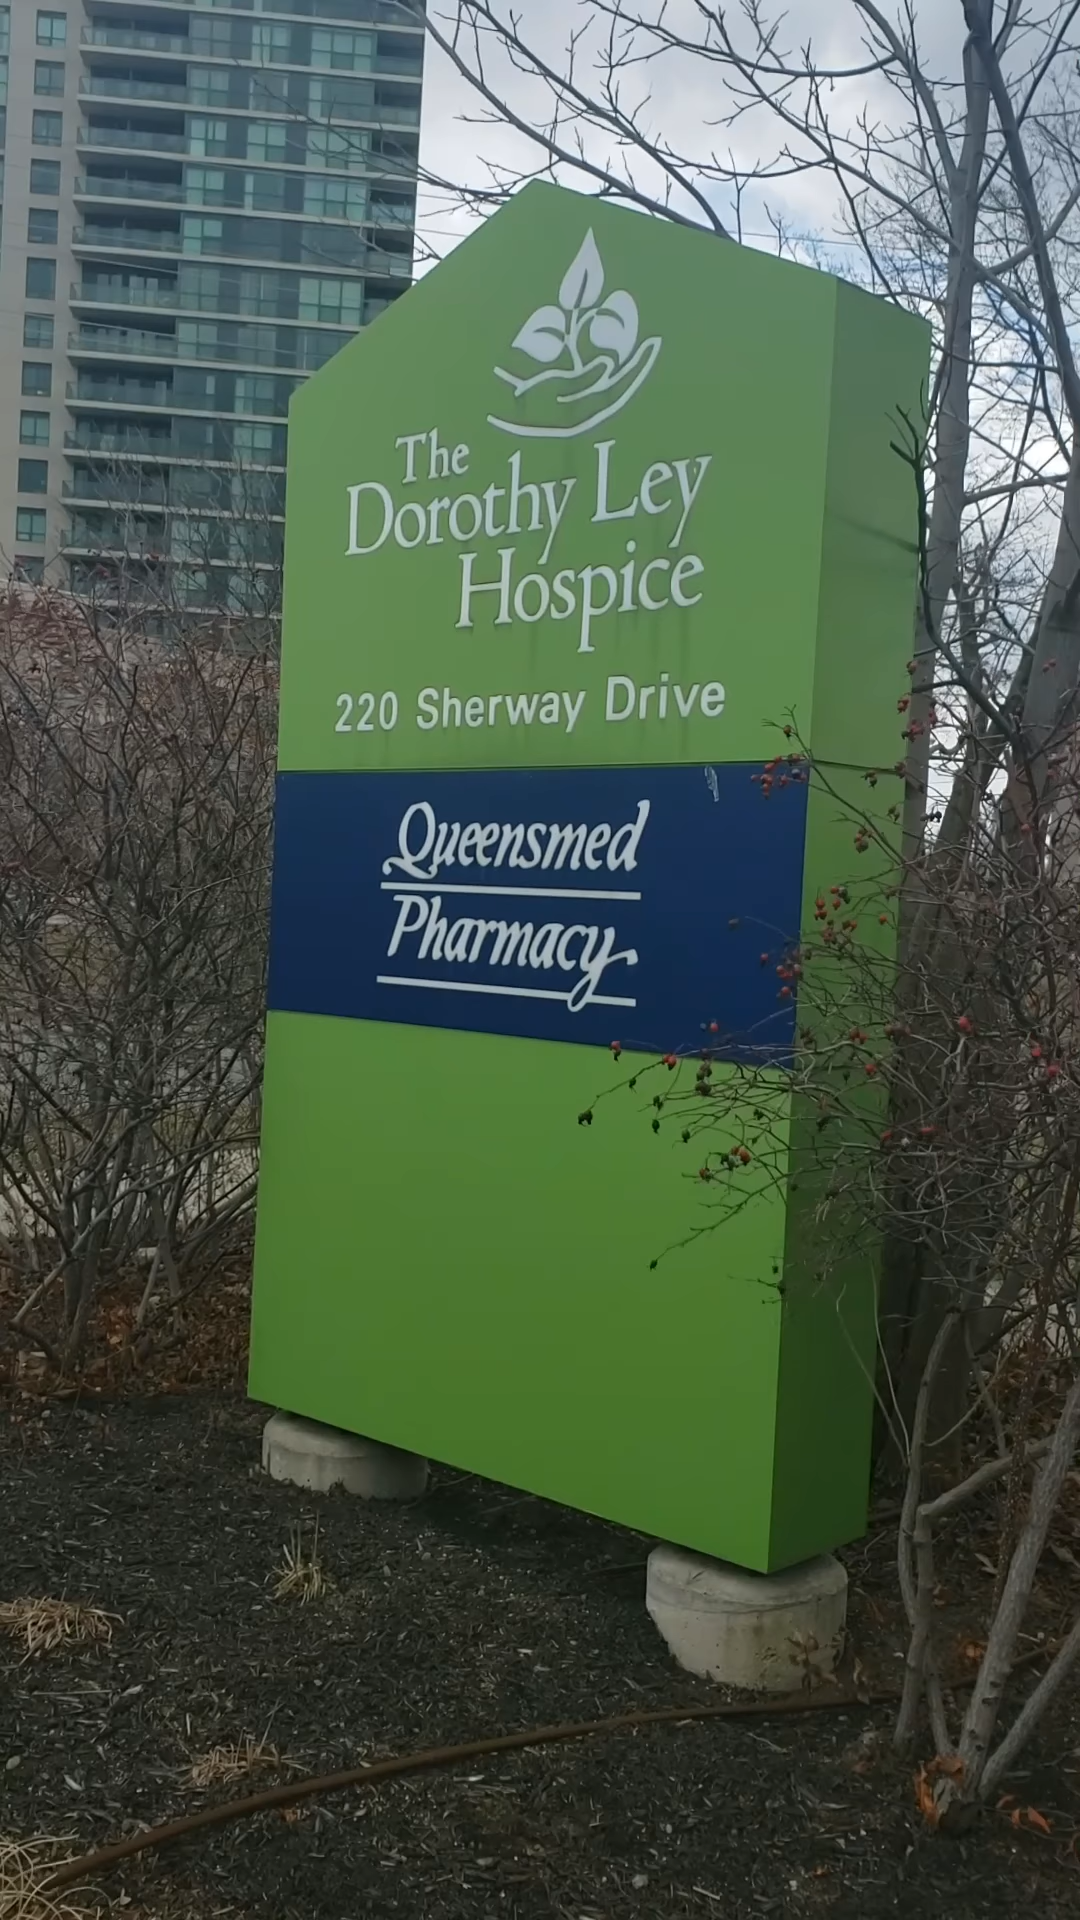 The
Dorothy Ley
Hospice
220 Sherway Drive
Queensmed
Pharmacy